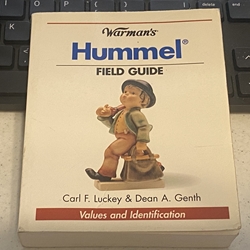 Warman's
Hummel®
FIELD GUIDE
Carl F. Luckey & Dean A. Genth
Values and Identification